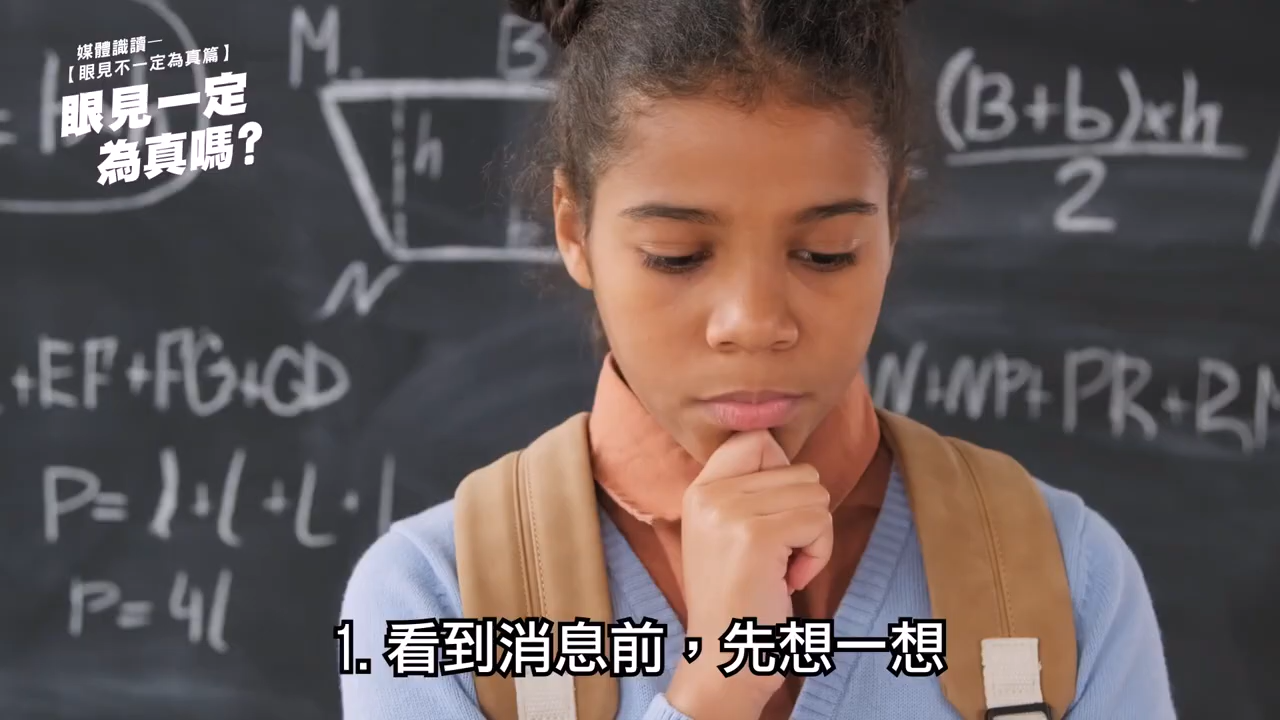 媒體識讀—
【眼見不一定為真篇】
眼見一定
為真嗎?
M.
B
h
(B+b)xh
2
N
+EF+FG+GD
N+NP+PR+RM
P=l+l+l·l
P=4l
1. 看到消息前，先想一想